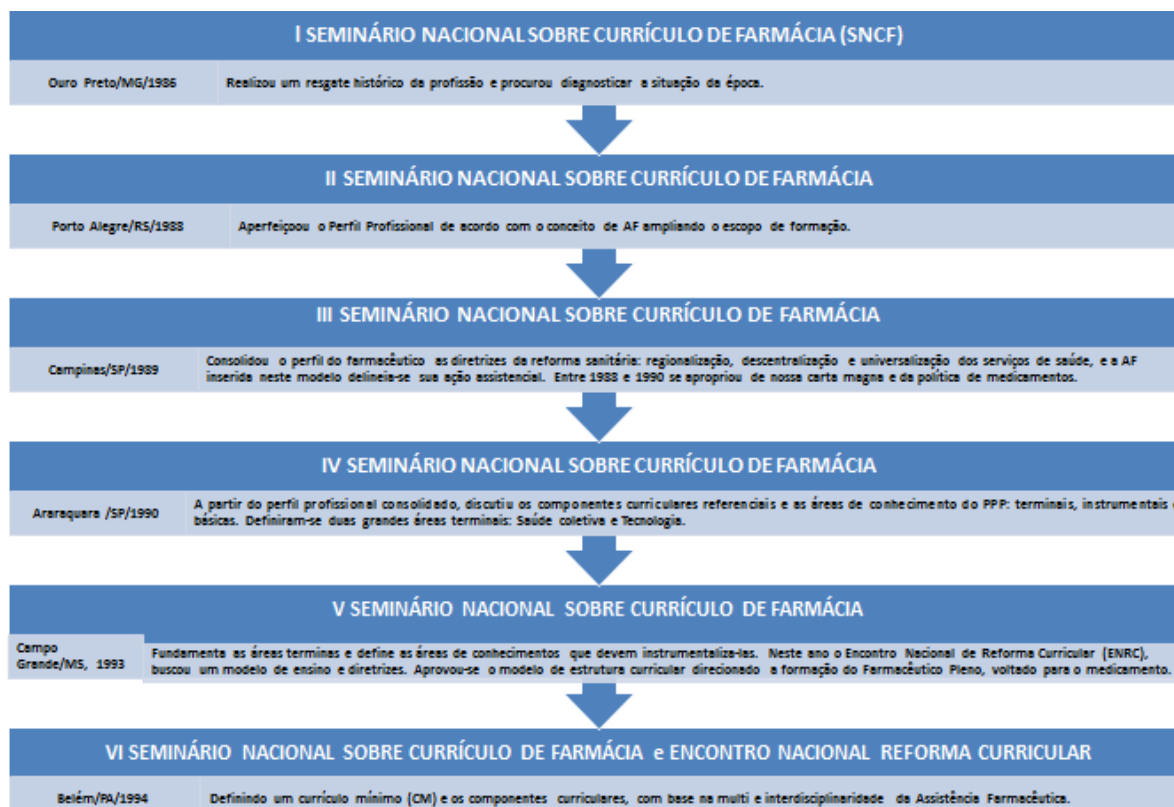 I SEMINÁRIO NACIONAL SOBRE CURRÍCULO DE FARMÁCIA (SNCF)
Ouro Preto/MG/1986 Realizou um resgate histórico da profissão e procurou diagnosticar a situação da época.
II SEMINÁRIO NACIONAL SOBRE CURRÍCULO DE FARMÁCIA
Porto Alegre/RS/1988 Aperfeiçoou o Perfil Profissional de acordo com o conceito de AF ampliando o escopo de formação.
III SEMINÁRIO NACIONAL SOBRE CURRÍCULO DE FARMÁCIA
Campinas/SP/1989
Consolidou o perfil do farmacêutico as diretrizes da reforma sanitária: regionalização, descentralização e universalização dos serviços de saúde, e a AF
inserida neste modelo delineia-se sua ação assistencial. Entre 1988 e 1990 se apropriou de nossa carta magna e da política de medicamentos.
IV SEMINÁRIO NACIONAL SOBRE CURRÍCULO DE FARMÁCIA
Araraquara /SP/1990
A partir do perfil profissional consolidado, discutiu os componentes curriculares referenciais e as áreas de conhecimento do PPP: terminais, instrumentais e
básicas. Definiram-se duas grandes áreas terminais: Saúde coletiva e Tecnologia.
V SEMINÁRIO NACIONAL SOBRE CURRÍCULO DE FARMÁCIA
Campo
Grande/MS, 1993
Fundamenta as áreas terminas e define as áreas de conhecimentos que devem instrumentaliza-las. Neste ano o Encontro Nacional de Reforma Curricular (ENRC),
buscou um modelo de ensino e diretrizes. Aprovou-se o modelo de estrutura curricular direcionado a formação do Farmacêutico Pleno, voltado para o medicamento.
VI SEMINÁRIO NACIONAL SOBRE CURRÍCULO DE FARMÁCIA e ENCONTRO NACIONAL REFORMA CURRICULAR
Belém/PA/1994 Definindo um currículo mínimo (CM) e os componentes curriculares, com base na multi e interdisciplinaridade da Assistência Farmacêutica.